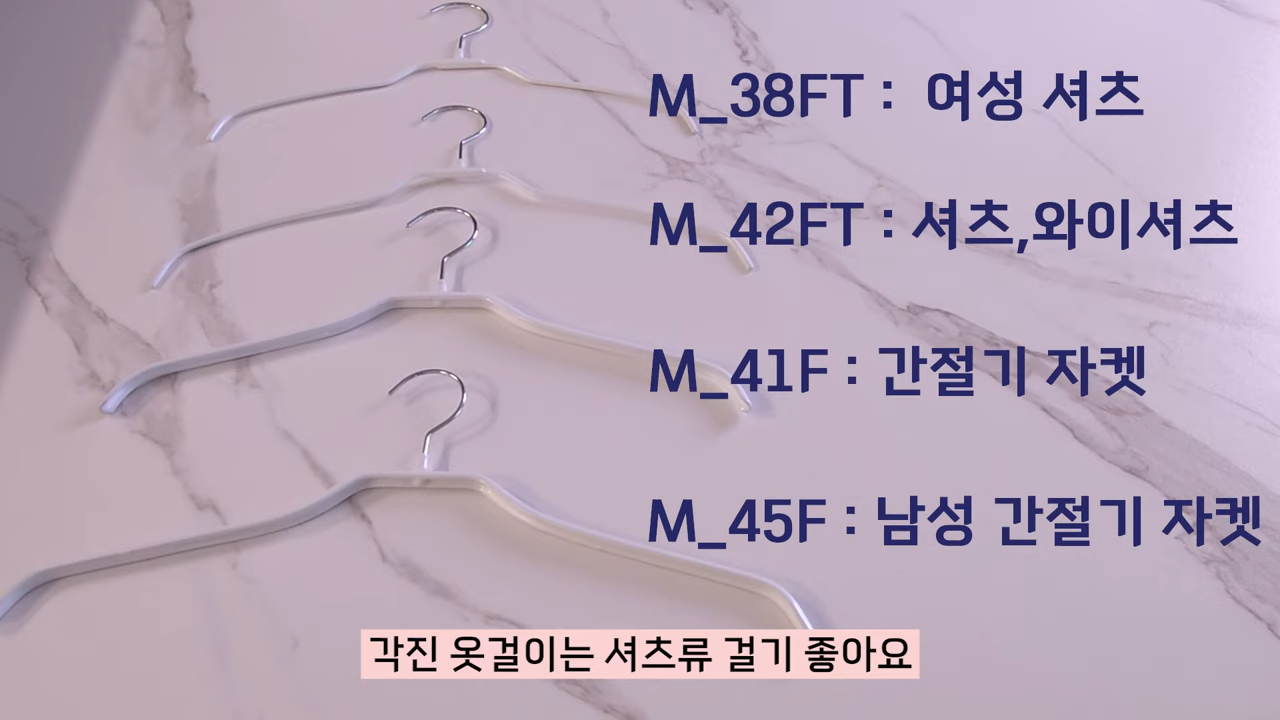 M_38FT : 여성 셔츠
M_42FT : 셔츠,와이셔츠
M_41F : 간절기 자켓
M_45F : 남성 간절기 자켓
각진 옷걸이는 셔츠류 걸기 좋아요